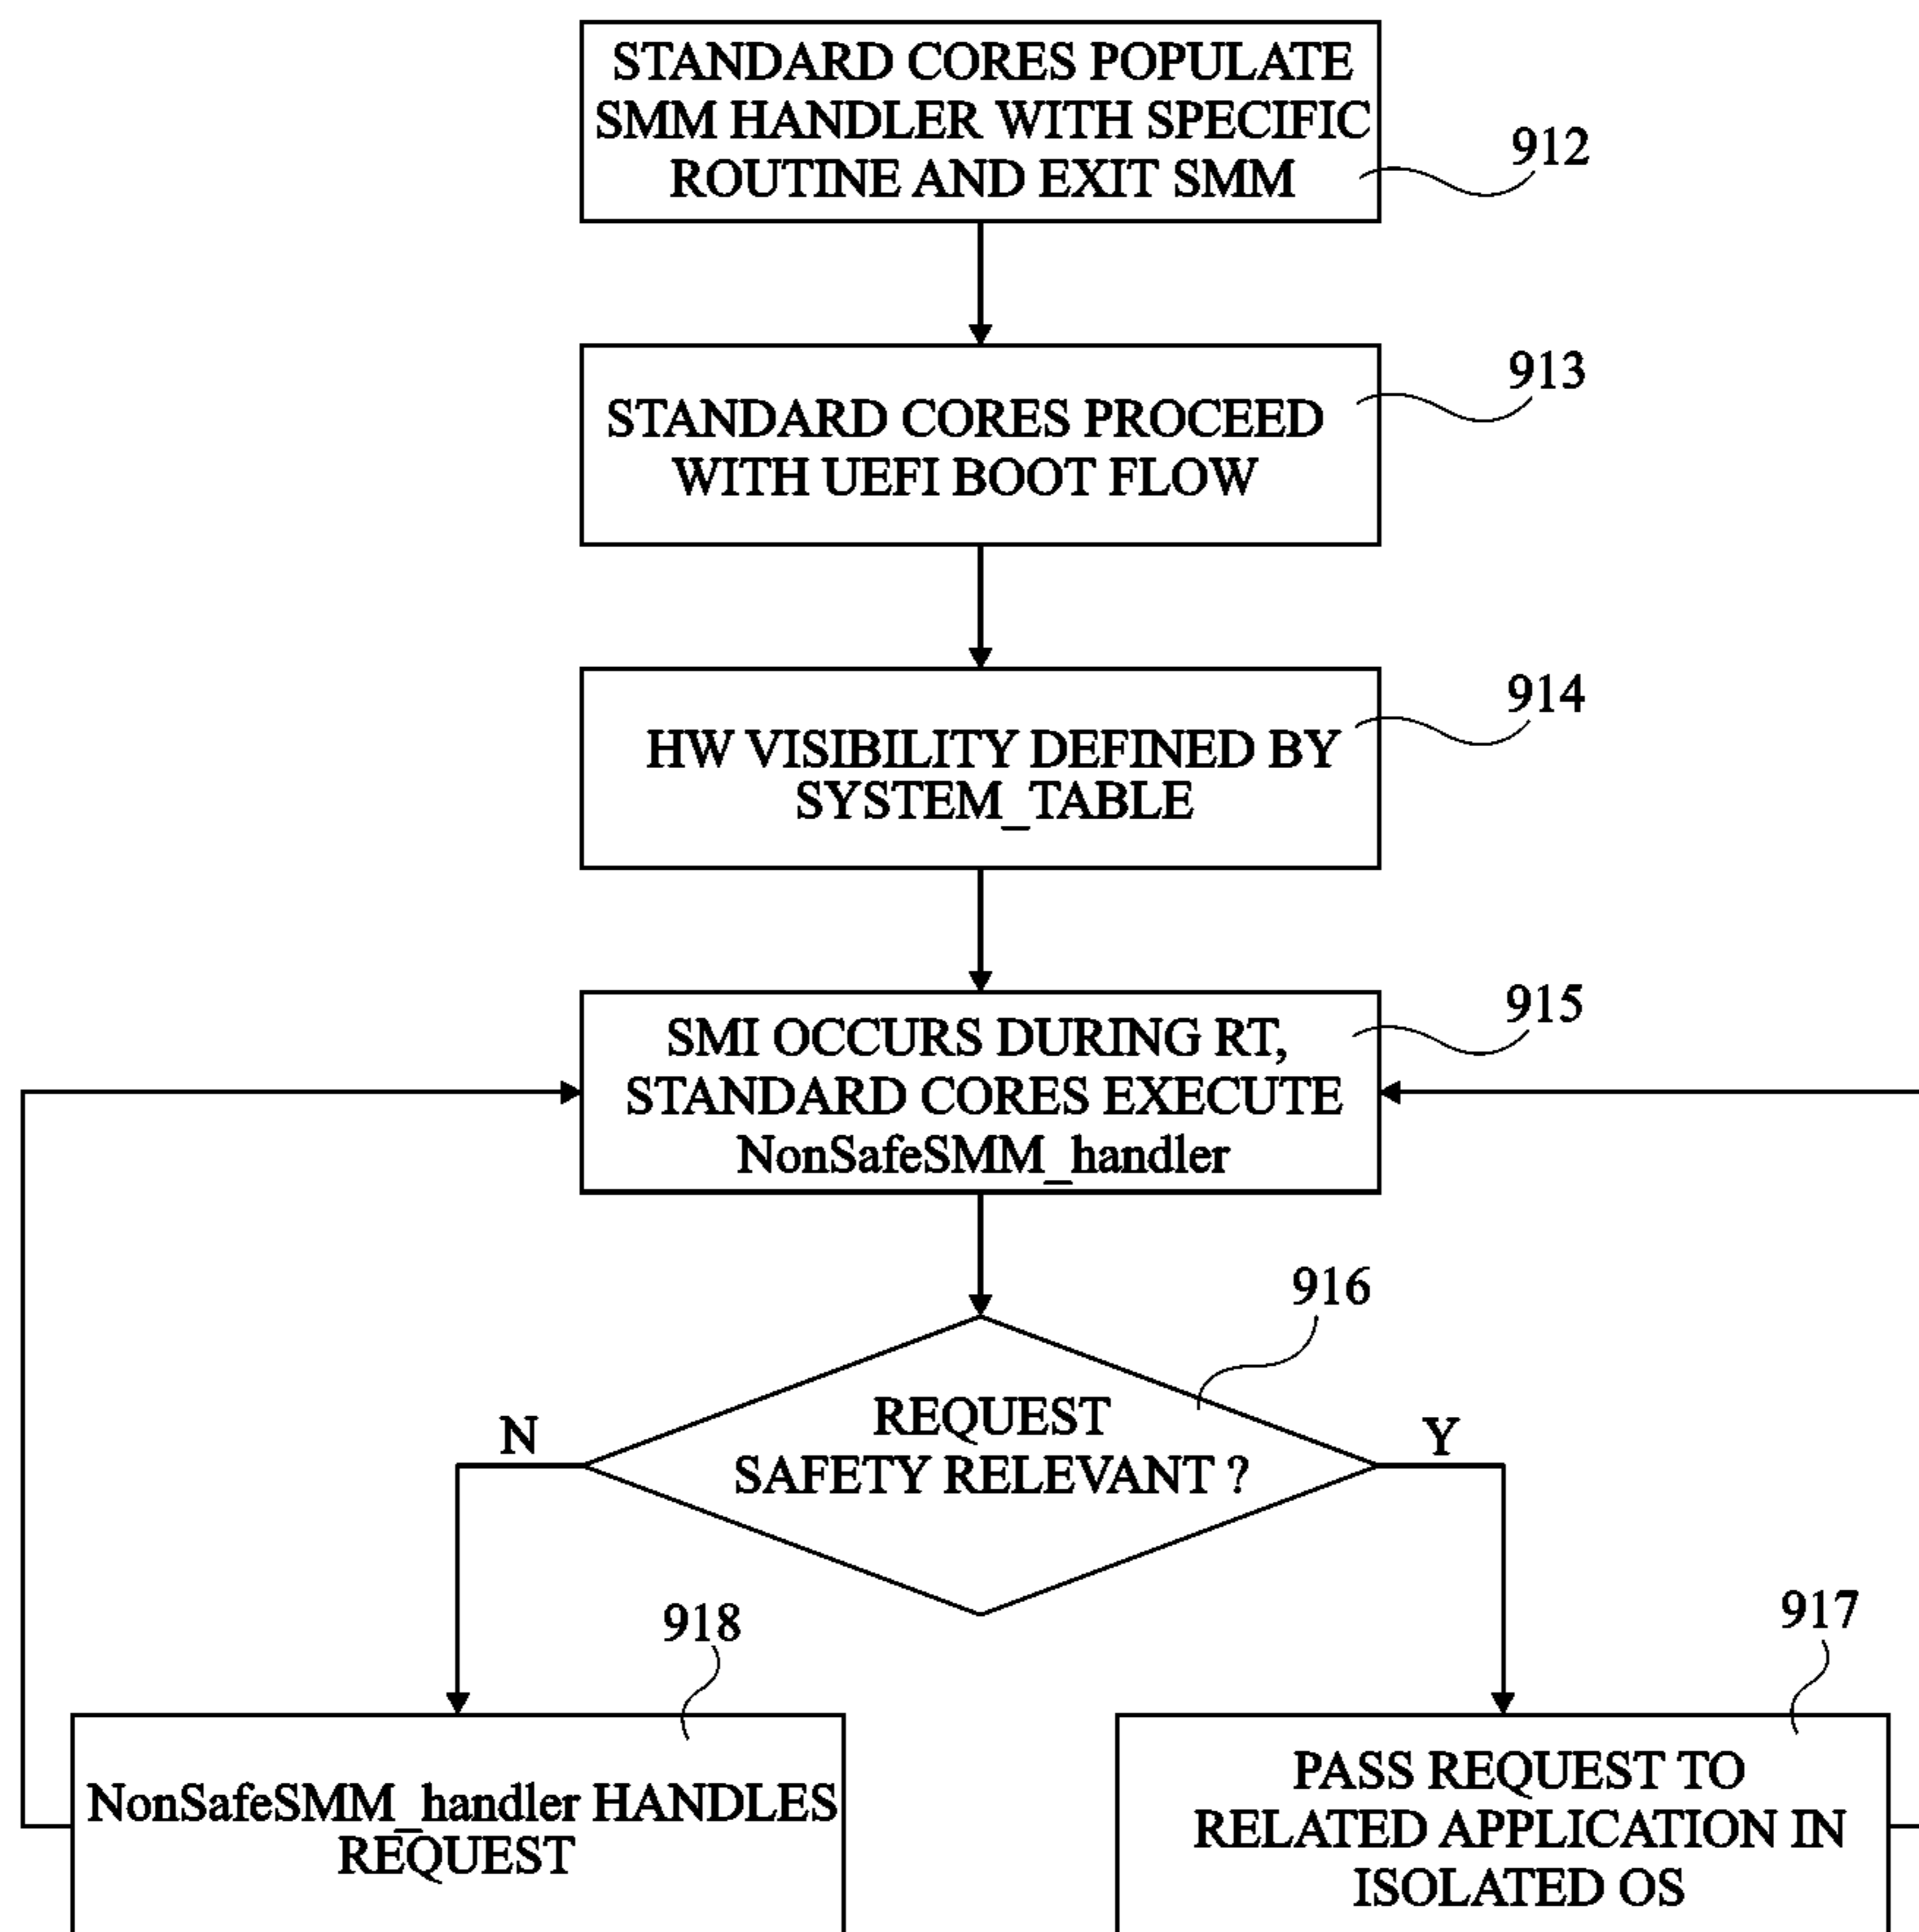 STANDARD CORES POPULATE
SMM HANDLER WITH SPECIFIC
ROUTINE AND EXIT SMM
912
STANDARD CORES PROCEED
WITH UEFI BOOT FLOW
913
HW VISIBILITY DEFINED BY
SYSTEM_TABLE
914
SMI OCCURS DURING RT,
STANDARD CORES EXECUTE
NonSafeSMM_handler
915
REQUEST
SAFETY RELEVANT ?
916
N
Y
918
NonSafeSMM_handler HANDLES
REQUEST
917
PASS REQUEST TO
RELATED APPLICATION IN
ISOLATED OS